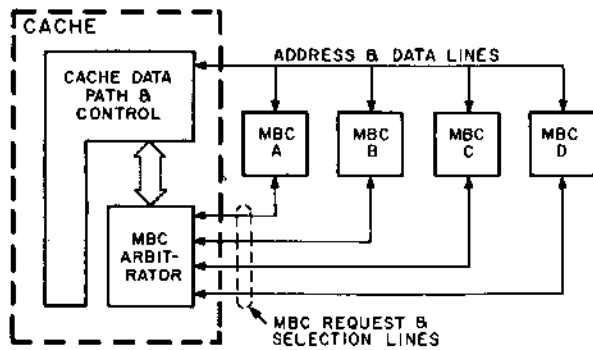 CACHE
CACHE DATA
PATH &
CONTROL
ADDRESS & DATA LINES
MBC
A
MBC
B
MBC
C
MBC
D
MBC
ARBIT-
RATOR
MBC REQUEST &
SELECTION LINES